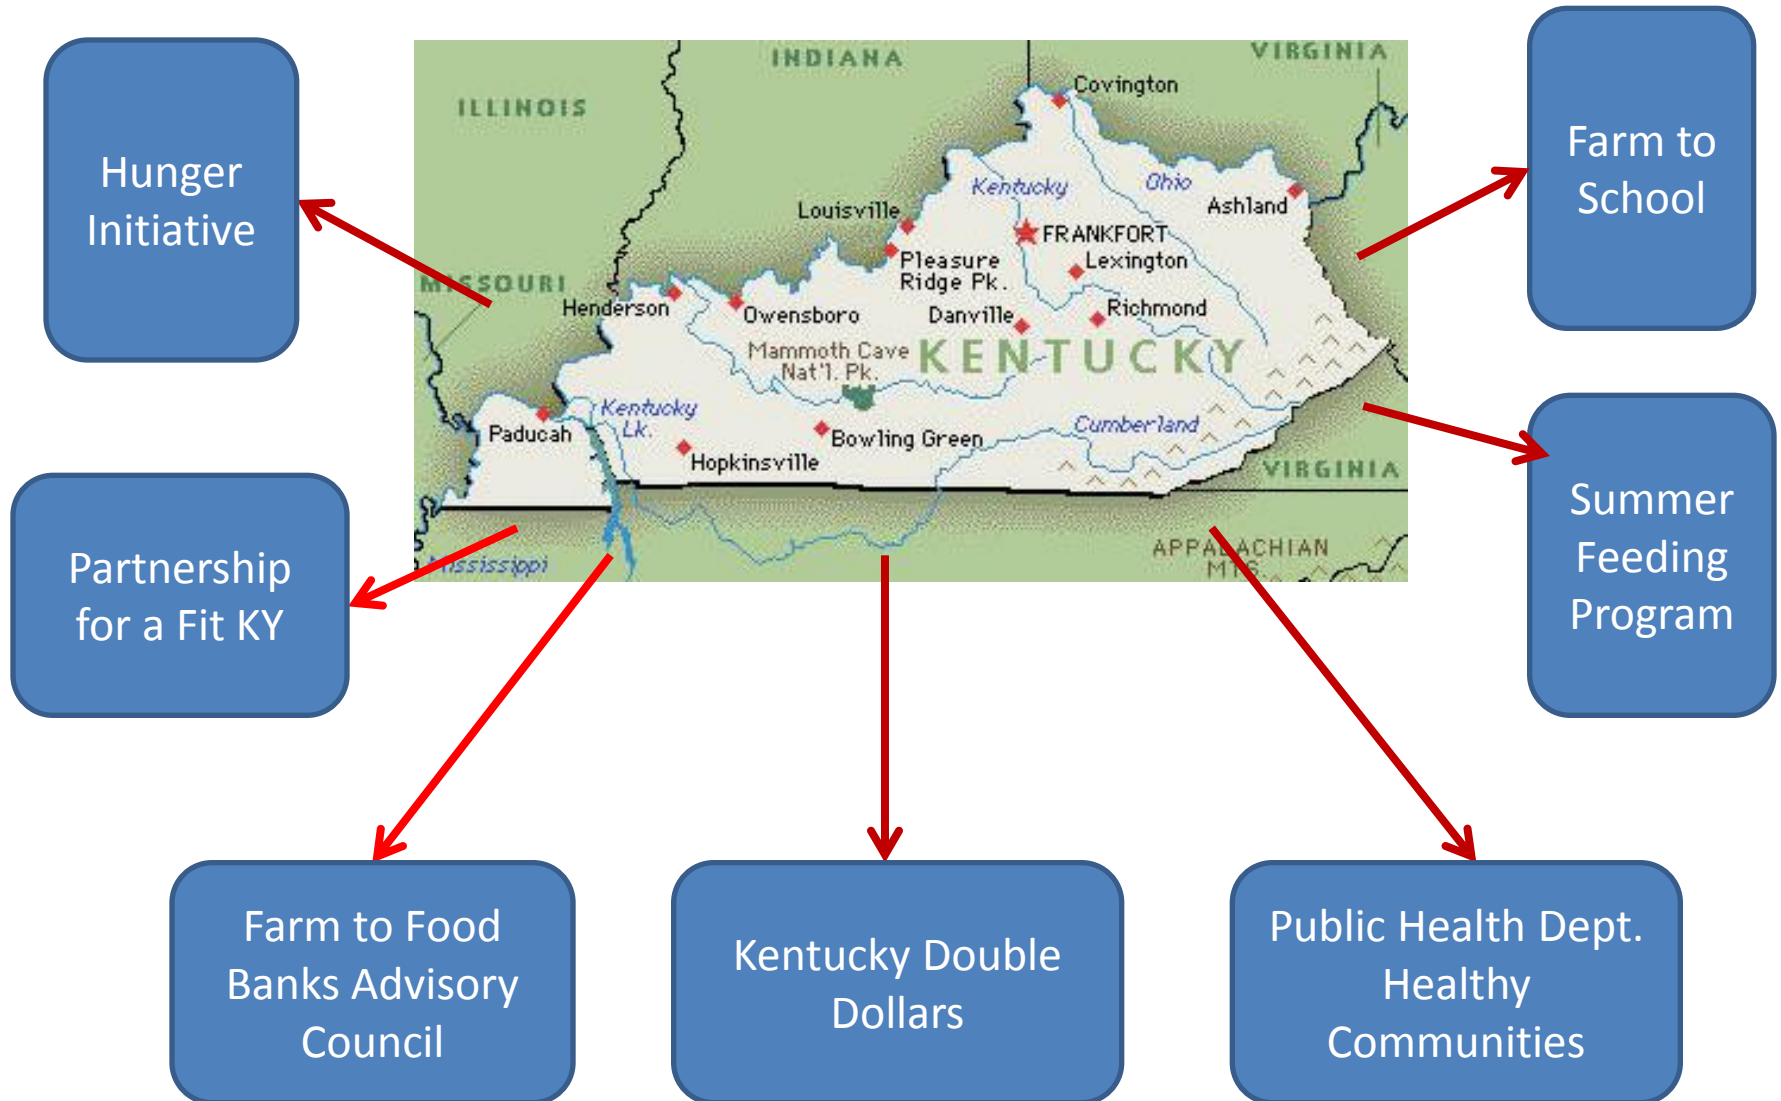 Hunger
Initiative
Partnership
for a Fit KY
INDIANA
VIRGINIA
ILLINOIS
Covington
Kentucky
Ohio
Ashland
Louisville
FRANKFORT
Pleasure
Ridge Pk.
Lexington
MISSOURI
Henderson
Owensboro
Danville
Richmond
Mammoth Cave
Nat'l. Pk.
KENTUCKY
Kentucky
Lk.
Paducah
Bowling Green
Cumberland
Hopkinsville
VIRGINIA
Mississippi
APPALACHIAN
MTS.
Farm to
School
Summer
Feeding
Program
Farm to Food
Banks Advisory
Council
Kentucky Double
Dollars
Public Health Dept.
Healthy
Communities